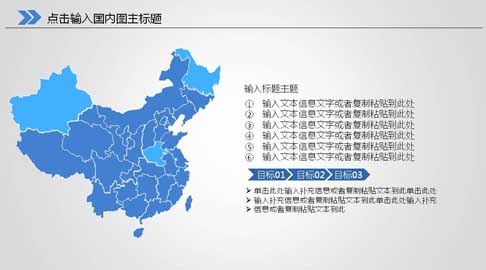 点击输入国内图主标题
输入标题主题
① 输入文本信息文字或者复制粘贴到此处
② 输入文本信息文字或者复制粘贴到此处
③ 输入文本信息文字或者复制粘贴到此处
④ 输入文本信息文字或者复制粘贴到此处
⑤ 输入文本信息文字或者复制粘贴到此处
⑥ 输入文本信息文字或者复制粘贴到此处
目标01 目标02 目标03
单击此处输入补充信息或者复制粘贴文本到此单击此处
输入补充信息或者复制粘贴文本到此单击此处输入补充
信息或者复制粘贴文本到此